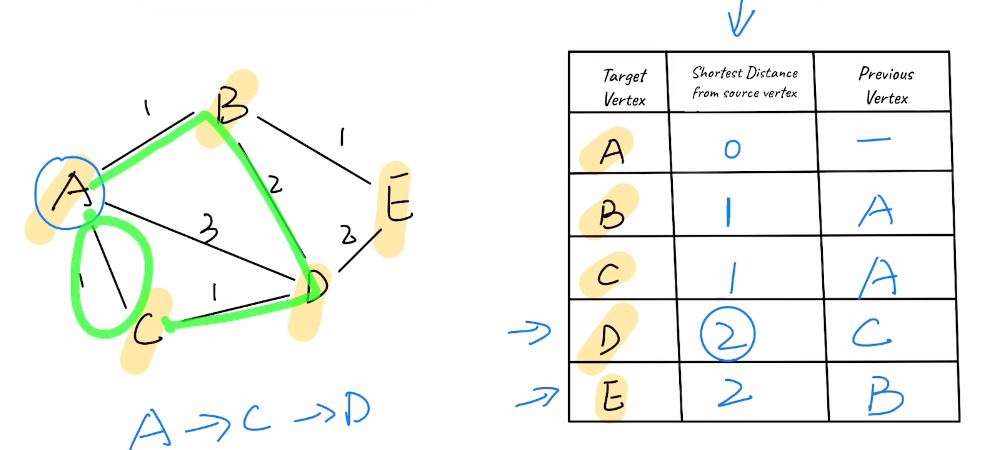 B
1
1
A
2
E
3
2
1
1
D
C
A → C → D
Target Vertex | Shortest Distance from source vertex | Previous Vertex
A | 0 | —
B | 1 | A
C | 1 | A
→ D | 2 | C
→ E | 2 | B